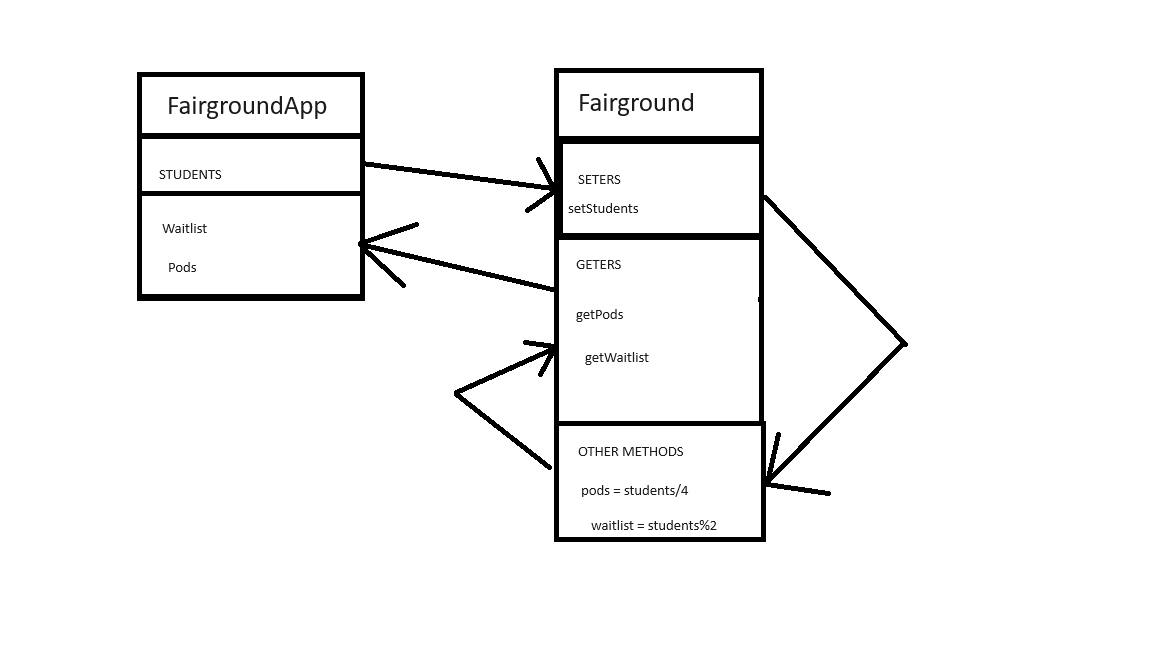 FairgroundApp
STUDENTS
Waitlist
Pods
Fairground
SETERS
setStudents
GETERS
getPods
getWaitlist
OTHER METHODS
pods = students/4
waitlist = students%2